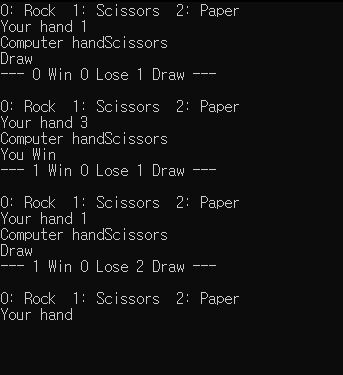 0: Rock  1: Scissors  2: Paper
Your hand 1
Computer handScissors
Draw
--- 0 Win 0 Lose 1 Draw ---
0: Rock  1: Scissors  2: Paper
Your hand 3
Computer handScissors
You Win
--- 1 Win 0 Lose 1 Draw ---
0: Rock  1: Scissors  2: Paper
Your hand 1
Computer handScissors
Draw
--- 1 Win 0 Lose 2 Draw ---
0: Rock  1: Scissors  2: Paper
Your hand